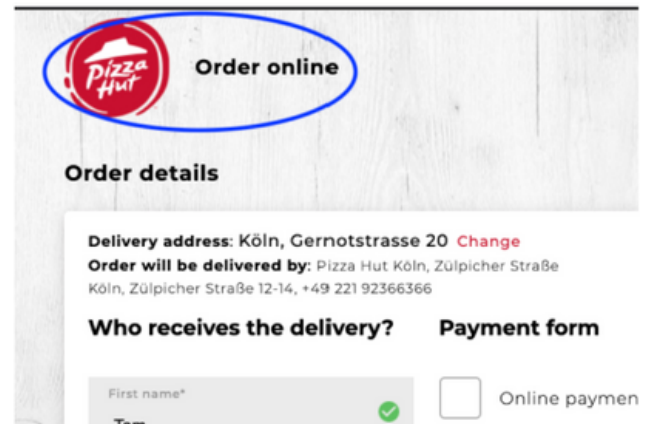 Pizza
Hut
Order online
Order details
Delivery address: Köln, Gernotstrasse 20 Change
Order will be delivered by: Pizza Hut Köln, Zülpicher Straße
Köln, Zülpicher Straße 12-14, +49 221 92366366
Who receives the delivery?
Payment form
First name*
Tom
Online paymen